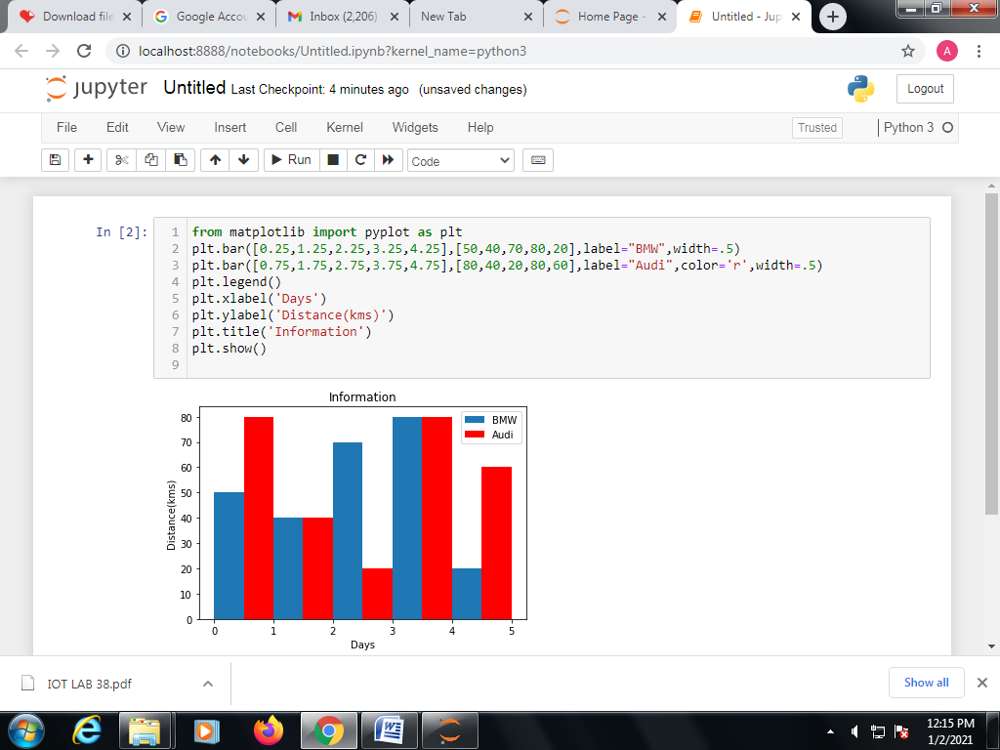 Download file
Google Accou
Inbox (2,206)
New Tab
Home Page -
Untitled - Jup
localhost:8888/notebooks/Untitled.ipynb?kernel_name=python3
A
jupyter Untitled Last Checkpoint: 4 minutes ago (unsaved changes)
Logout
File Edit View Insert Cell Kernel Widgets Help
Trusted
Python 3
Run
Code
In [2]:
1 from matplotlib import pyplot as plt
2 plt.bar([0.25,1.25,2.25,3.25,4.25],[50,40,70,80,20],label="BMW",width=.5)
3 plt.bar([0.75,1.75,2.75,3.75,4.75],[80,40,20,80,60],label="Audi",color='r',width=.5)
4 plt.legend()
5 plt.xlabel('Days')
6 plt.ylabel('Distance(kms)')
7 plt.title('Information')
8 plt.show()
9
Information
BMW
Audi
80
70
60
50
40
30
20
10
0
Distance(kms)
0 1 2 3 4 5
Days
IOT LAB 38.pdf
Show all
12:15 PM
1/2/2021